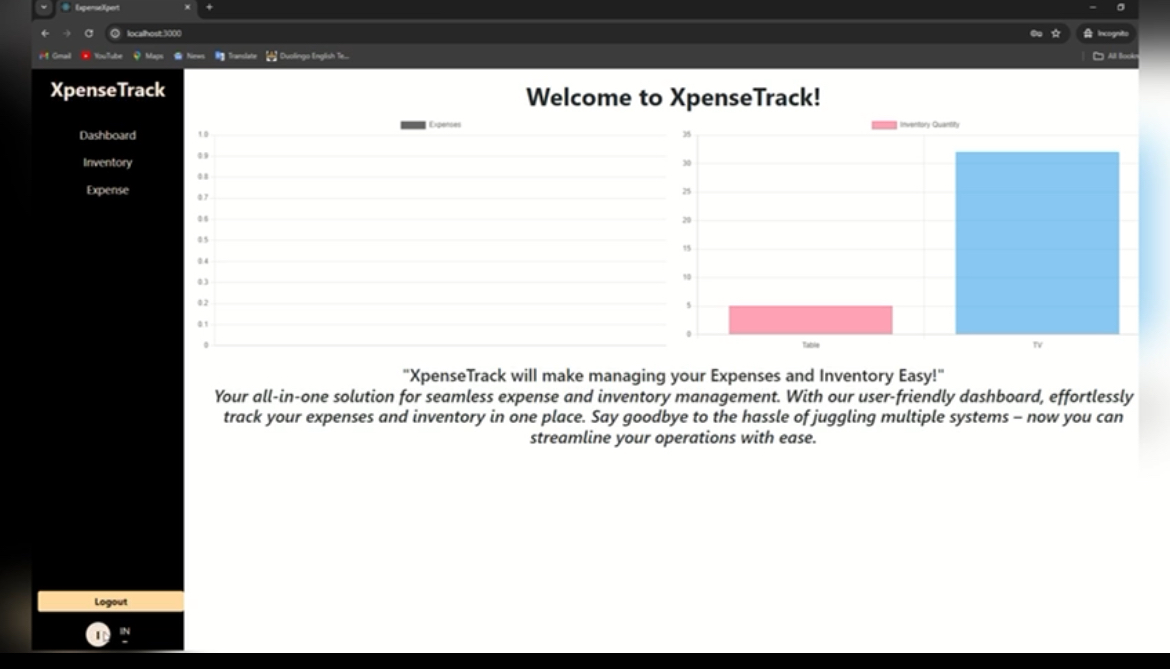 ExpenseXpert
localhost:3000
Incognito
Gmail
YouTube
Maps
News
Translate
Duolingo English Te...
All Book
XpenseTrack
Dashboard
Inventory
Expense
Welcome to XpenseTrack!
Expenses
1.0
0.9
0.8
0.7
0.6
0.5
0.4
0.3
0.2
0.1
0
Inventory Quantity
35
30
25
20
15
10
5
0
Table
TV
"XpenseTrack will make managing your Expenses and Inventory Easy!"
Your all-in-one solution for seamless expense and inventory management. With our user-friendly dashboard, effortlessly
track your expenses and inventory in one place. Say goodbye to the hassle of juggling multiple systems – now you can
streamline your operations with ease.
Logout
I
IN